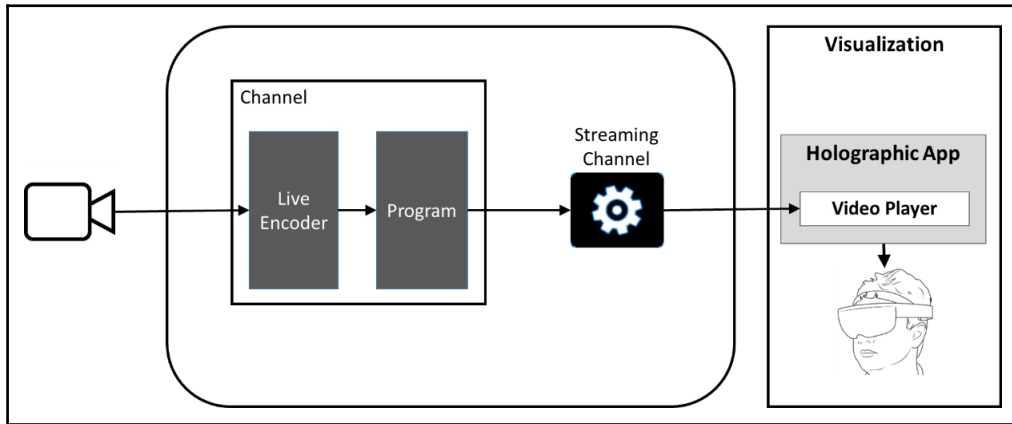 Channel
Live
Encoder
Program
Streaming
Channel
Visualization
Holographic App
Video Player